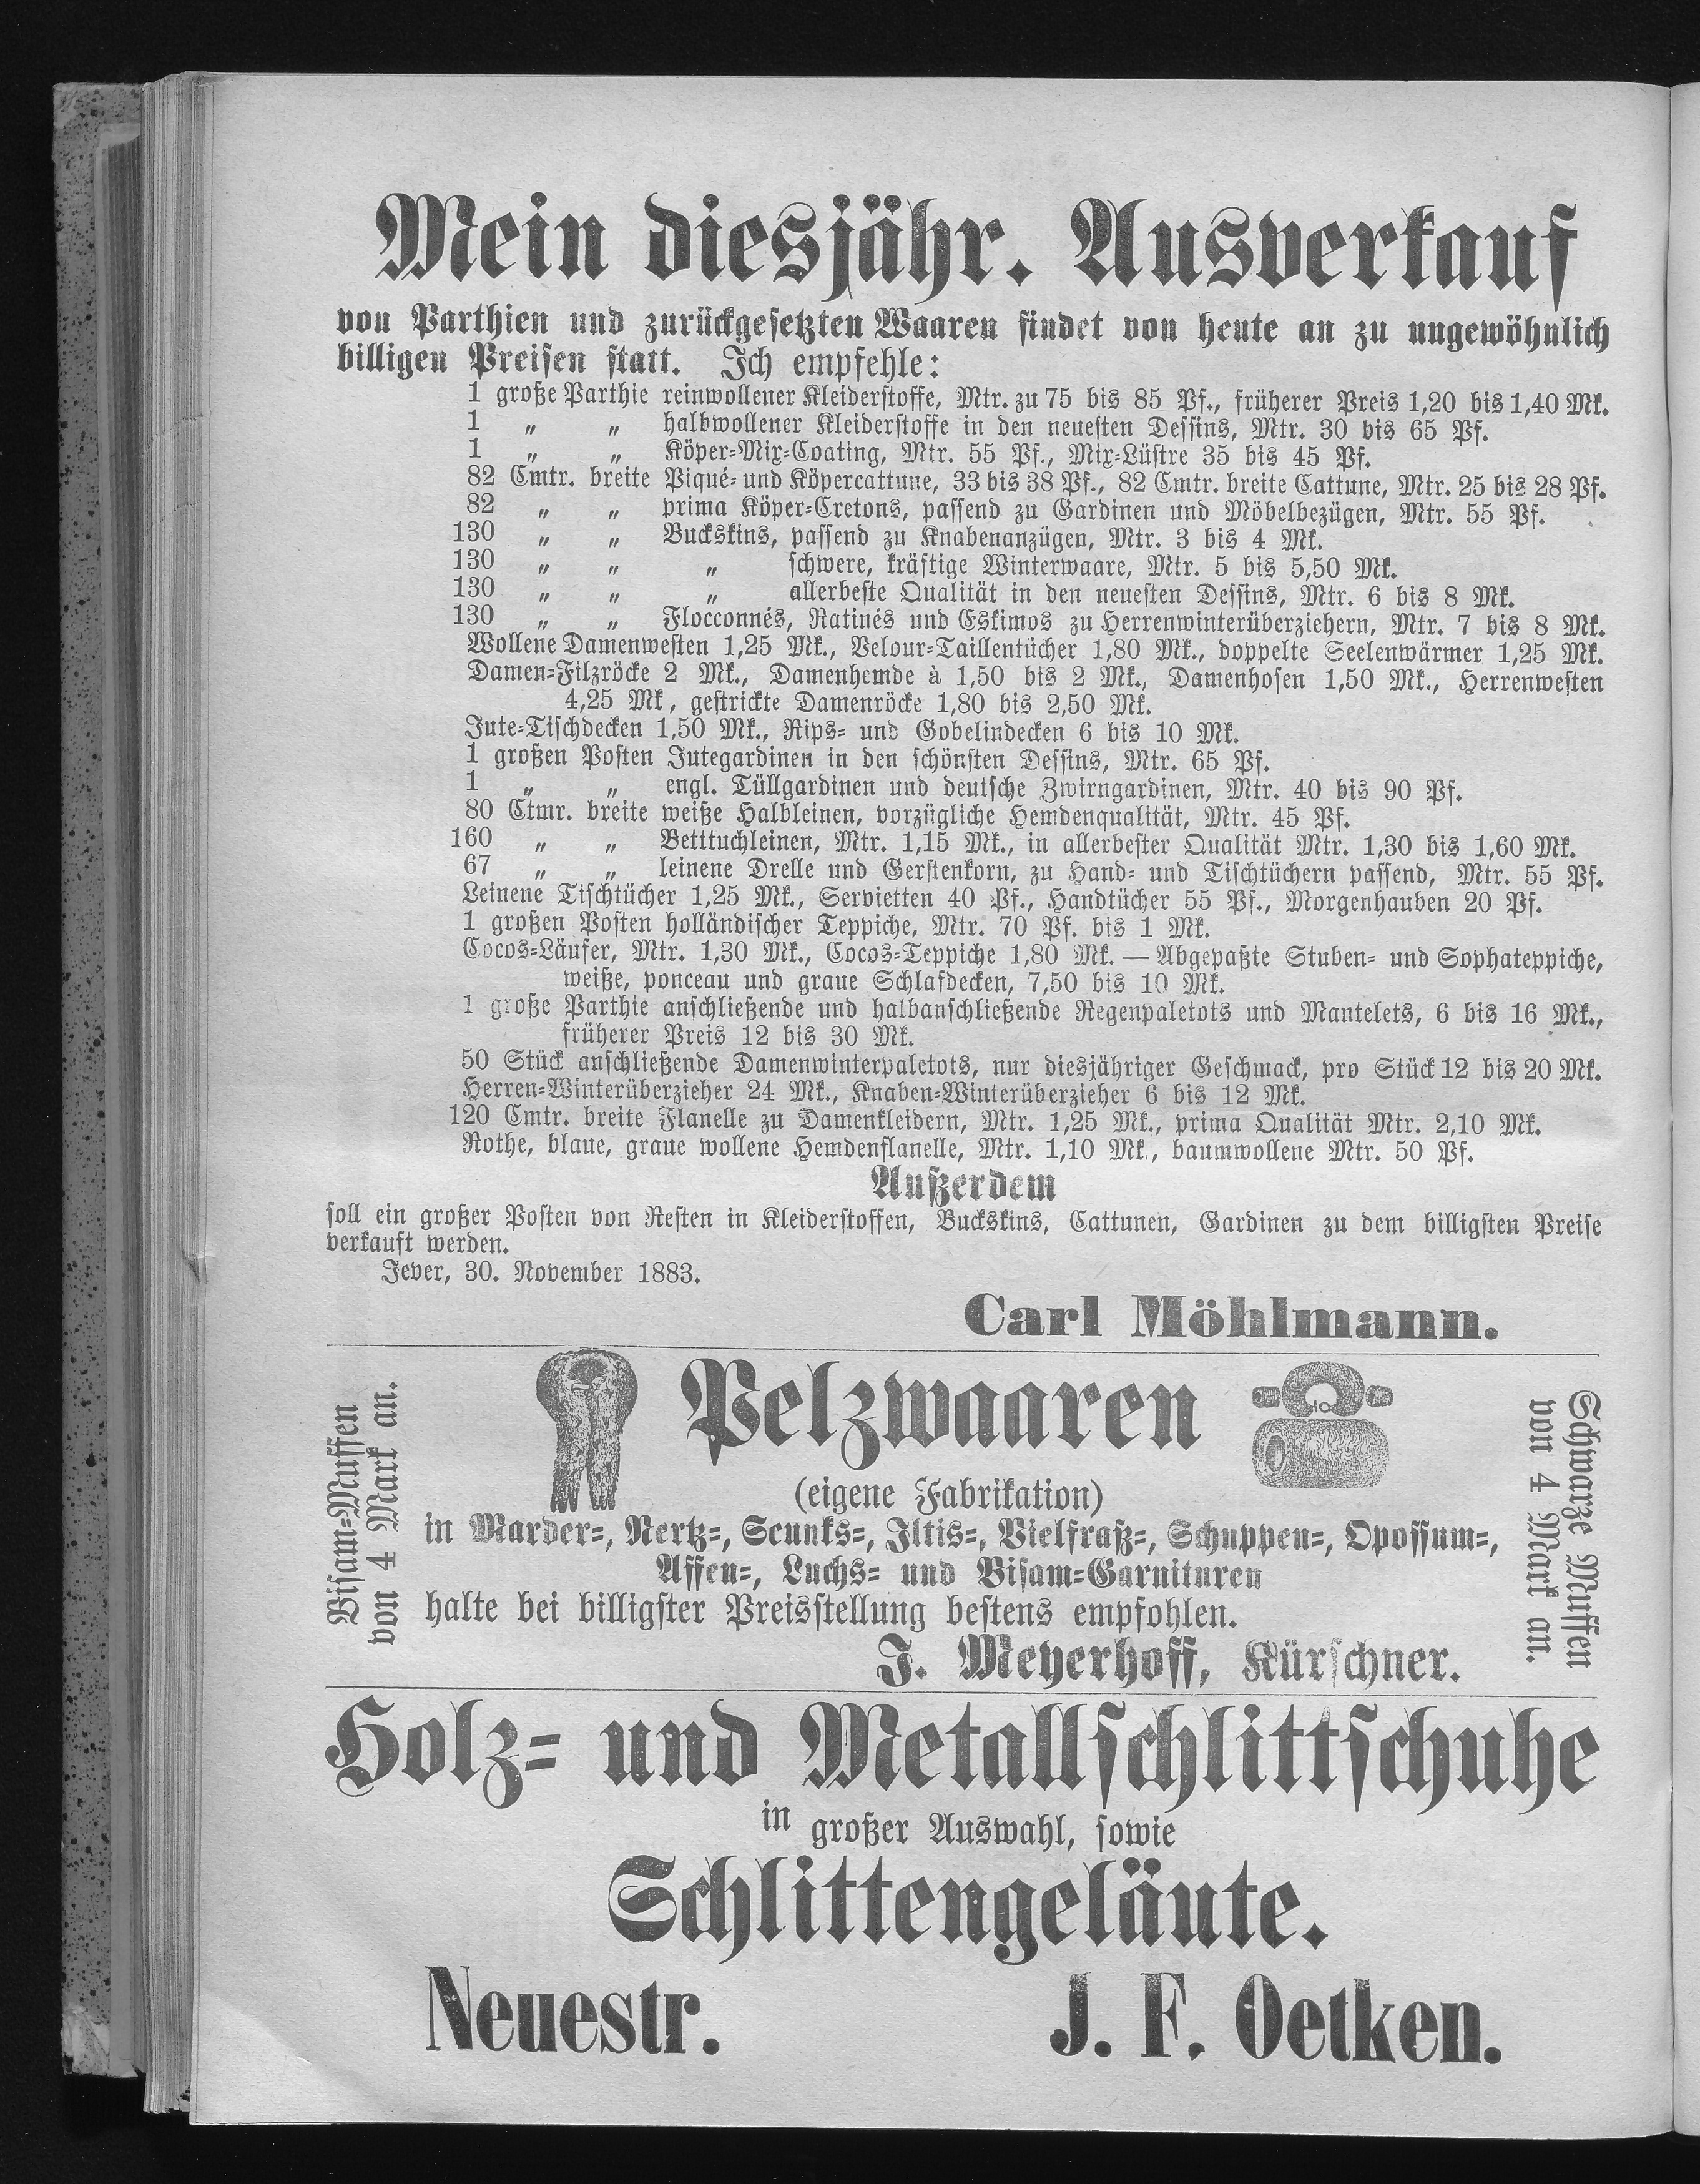 Mein diesjähr. Ausverkauf
von Parthien und zurückgesetzten Waaren findet von heute an zu ungewöhnlich
billigen Preisen statt. Ich empfehle:
1 große Parthie reinwollener Kleiderstoffe, Mtr. zu 75 bis 85 Pf., früherer Preis 1,20 bis 1,40 Mk.
1 „ „ halbwollener Kleiderstoffe in den neuesten Dessins, Mtr. 30 bis 65 Pf.
1 „ „ Köper-Mix-Coating, Mtr. 55 Pf., Mix-Lüstre 35 bis 45 Pf.
82 Cmtr. breite Piqué- und Köpercattune, 33 bis 38 Pf., 82 Cmtr. breite Cattune, Mtr. 25 bis 28 Pf.
82 „ „ prima Köper-Cretons, passend zu Gardinen und Möbelbezügen, Mtr. 55 Pf.
130 „ „ Buckskins, passend zu Knabenanzügen, Mtr. 3 bis 4 Mk.
130 „ „ „ schwere, kräftige Winterwaare, Mtr. 5 bis 5,50 Mk.
130 „ „ „ allerbeste Qualität in den neuesten Dessins, Mtr. 6 bis 8 Mk.
130 „ „ Flocconnés, Ratinés und Eskimos zu Herrenwinterüberziehern, Mtr. 7 bis 8 Mk.
Wollene Damenwesten 1,25 Mk., Velour-Taillentücher 1,80 Mk., doppelte Seelenwärmer 1,25 Mk.
Damen-Filzröcke 2 Mk., Damenhemde à 1,50 bis 2 Mk., Damenhosen 1,50 Mk., Herrenwesten
4,25 Mk, gestrickte Damenröcke 1,80 bis 2,50 Mk.
Jute-Tischdecken 1,50 Mk., Rips- und Gobelindecken 6 bis 10 Mk.
1 großen Posten Jutegardinen in den schönsten Dessins, Mtr. 65 Pf.
1 „ „ engl. Tüllgardinen und deutsche Zwirngardinen, Mtr. 40 bis 90 Pf.
80 Ctmr. breite weiße Halbleinen, vorzügliche Hemdenqualität, Mtr. 45 Pf.
160 „ „ Betttuchleinen, Mtr. 1,15 Mk., in allerbester Qualität Mtr. 1,30 bis 1,60 Mk.
67 „ „ leinene Drelle und Gerstenkorn, zu Hand- und Tischtüchern passend, Mtr. 55 Pf.
Leinene Tischtücher 1,25 Mk., Servietten 40 Pf., Handtücher 55 Pf., Morgenhauben 20 Pf.
1 großen Posten holländischer Teppiche, Mtr. 70 Pf. bis 1 Mk.
Cocos-Läufer, Mtr. 1,30 Mk., Cocos-Teppiche 1,80 Mk. — Abgepaßte Stuben- und Sophateppiche,
weiße, ponceau und graue Schlafdecken, 7,50 bis 10 Mk.
1 große Parthie anschließende und halbanschließende Regenpaletots und Mantelets, 6 bis 16 Mk.,
früherer Preis 12 bis 30 Mk.
50 Stück anschließende Damenwinterpaletots, nur diesjähriger Geschmack, pro Stück 12 bis 20 Mk.
Herren-Winterüberzieher 24 Mk., Knaben-Winterüberzieher 6 bis 12 Mk.
120 Cmtr. breite Flanelle zu Damenkleidern, Mtr. 1,25 Mk., prima Qualität Mtr. 2,10 Mk.
Rothe, blaue, graue wollene Hemdenflanelle, Mtr. 1,10 Mk., baumwollene Mtr. 50 Pf.
Außerdem
soll ein großer Posten von Resten in Kleiderstoffen, Buckskins, Cattunen, Gardinen zu dem billigsten Preise
verkauft werden.
Jever, 30. November 1883.
Carl Möhlmann.
Bisam-Muffen
von 4 Mark an.
Pelzwaaren
(eigene Fabrikation)
in Marder-, Nertz-, Scunks-, Iltis-, Vielfraß-, Schuppen-, Opossum-,
Affen-, Luchs- und Bisam-Garnituren
halte bei billigster Preisstellung bestens empfohlen.
J. Meyerhoff, Kürschner.
Schwarze Muffen
von 4 Mark an.
Holz- und Metallschlittschuhe
in großer Auswahl, sowie
Schlittengeläute.
Neuestr. J. F. Oetken.